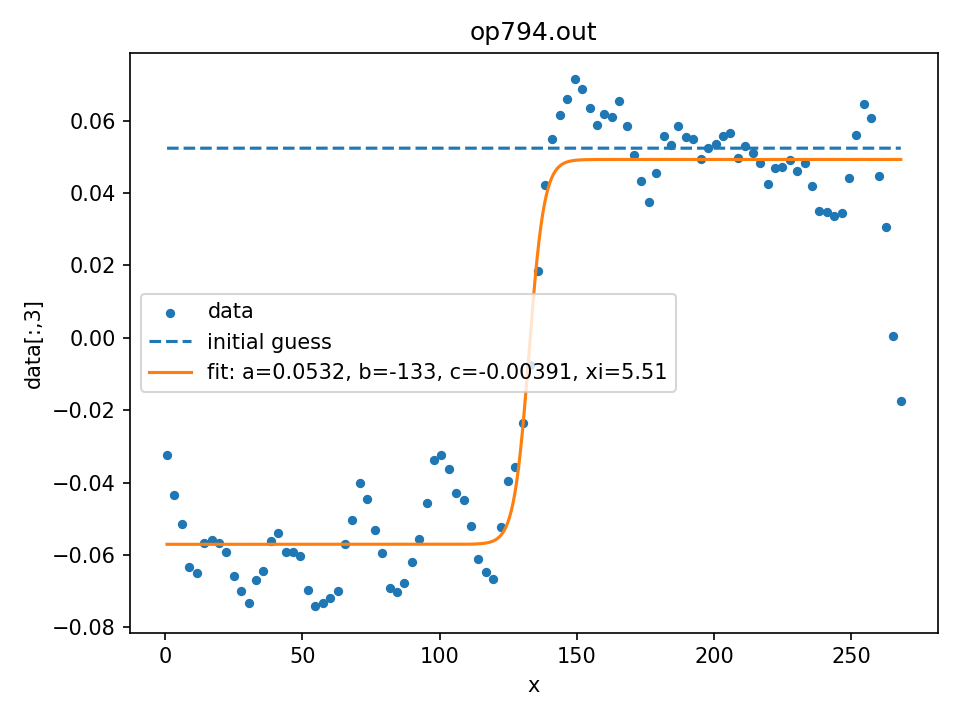 op794.out
0.06
0.04
0.02
0.00
−0.02
−0.04
−0.06
−0.08
data[:,3]
data
initial guess
fit: a=0.0532, b=-133, c=-0.00391, xi=5.51
0 50 100 150 200 250
x